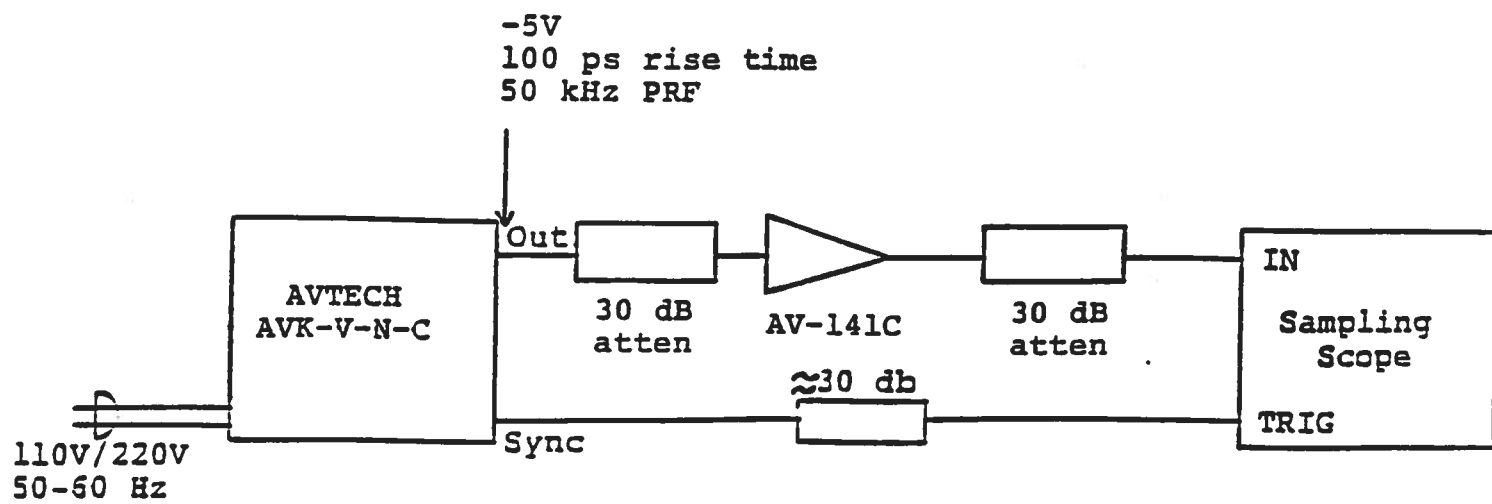 -5V
100 ps rise time
50 kHz PRF
Out
AVTECH
AVK-V-N-C
30 dB
atten
AV-141C
30 dB
atten
IN
Sampling
Scope
≈30 db
TRIG
Sync
110V/220V
50-60 Hz